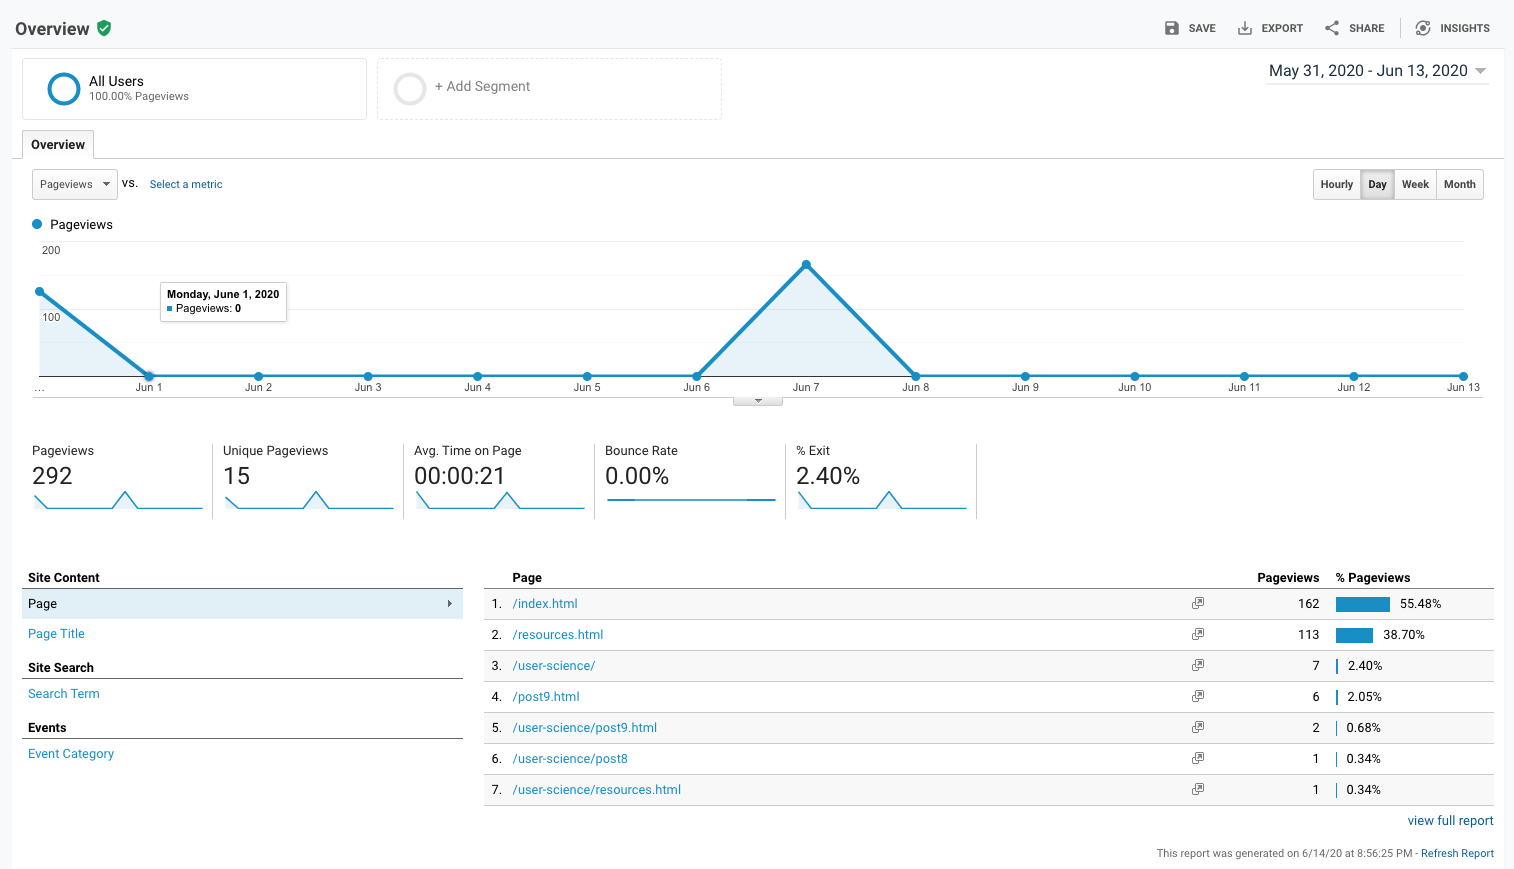 Overview
SAVE
EXPORT
SHARE
INSIGHTS
All Users
100.00% Pageviews
+ Add Segment
May 31, 2020 - Jun 13, 2020
Overview
Pageviews
VS.
Select a metric
Hourly
Day
Week
Month
Pageviews
200
100
Monday, June 1, 2020
Pageviews: 0
...
Jun 1
Jun 2
Jun 3
Jun 4
Jun 5
Jun 6
Jun 7
Jun 8
Jun 9
Jun 10
Jun 11
Jun 12
Jun 13
Pageviews
292
Unique Pageviews
15
Avg. Time on Page
00:00:21
Bounce Rate
0.00%
% Exit
2.40%
Site Content
Page
Page Title
Site Search
Search Term
Events
Event Category
Page Pageviews % Pageviews
1. /index.html 162 55.48%
2. /resources.html 113 38.70%
3. /user-science/ 7 2.40%
4. /post9.html 6 2.05%
5. /user-science/post9.html 2 0.68%
6. /user-science/post8 1 0.34%
7. /user-science/resources.html 1 0.34%
view full report
This report was generated on 6/14/20 at 8:56:25 PM - Refresh Report